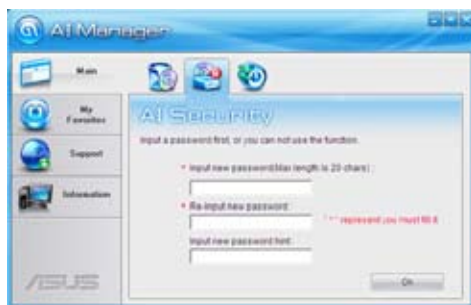 AI Manager
Main
My
Favorites
Support
Information
AI Security
Input a password first, or you can not use the function.
* Input new password(Max length is 20 chars) :
* Re-input new password:
" * " represent you must fill it
Input new password hint:
Ok
ASUS